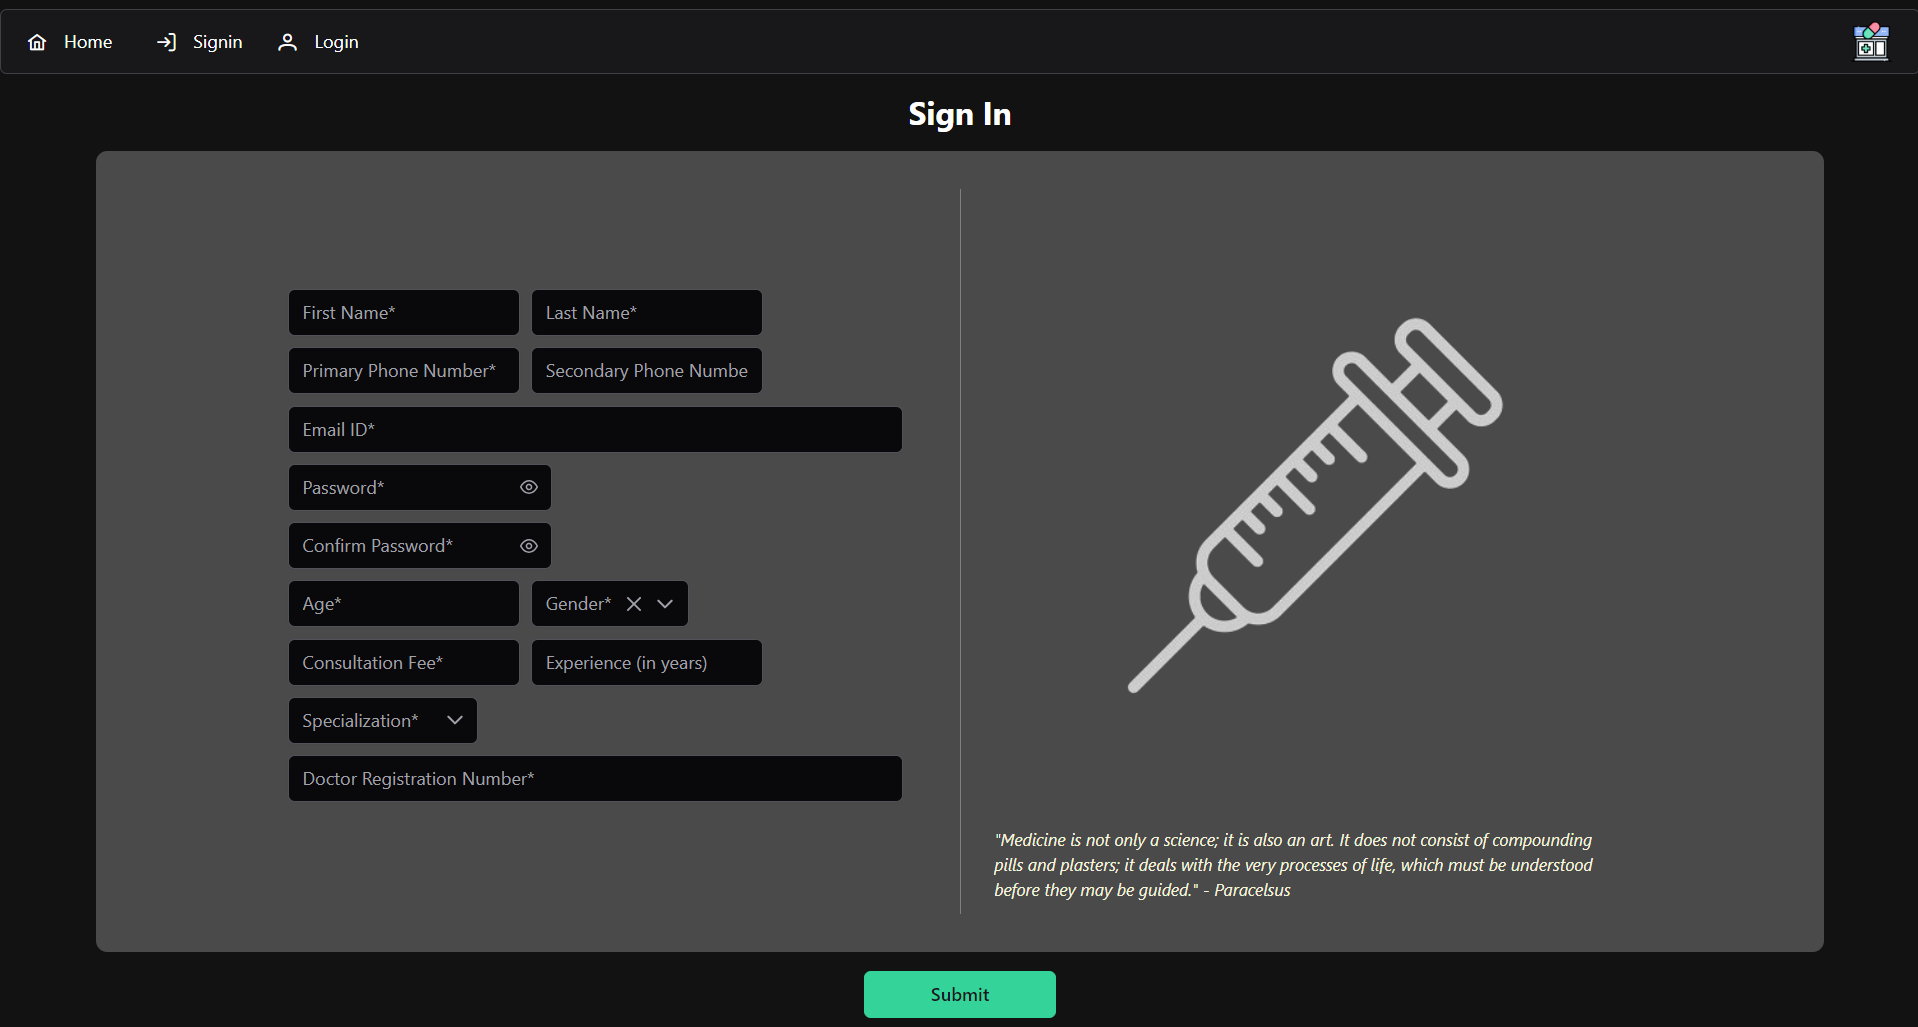 Home Signin Login
Sign In
First Name* Last Name*
Primary Phone Number* Secondary Phone Numbe
Email ID*
Password*
Confirm Password*
Age* Gender*
Consultation Fee* Experience (in years)
Specialization*
Doctor Registration Number*
"Medicine is not only a science; it is also an art. It does not consist of compounding
pills and plasters; it deals with the very processes of life, which must be understood
before they may be guided." - Paracelsus
Submit